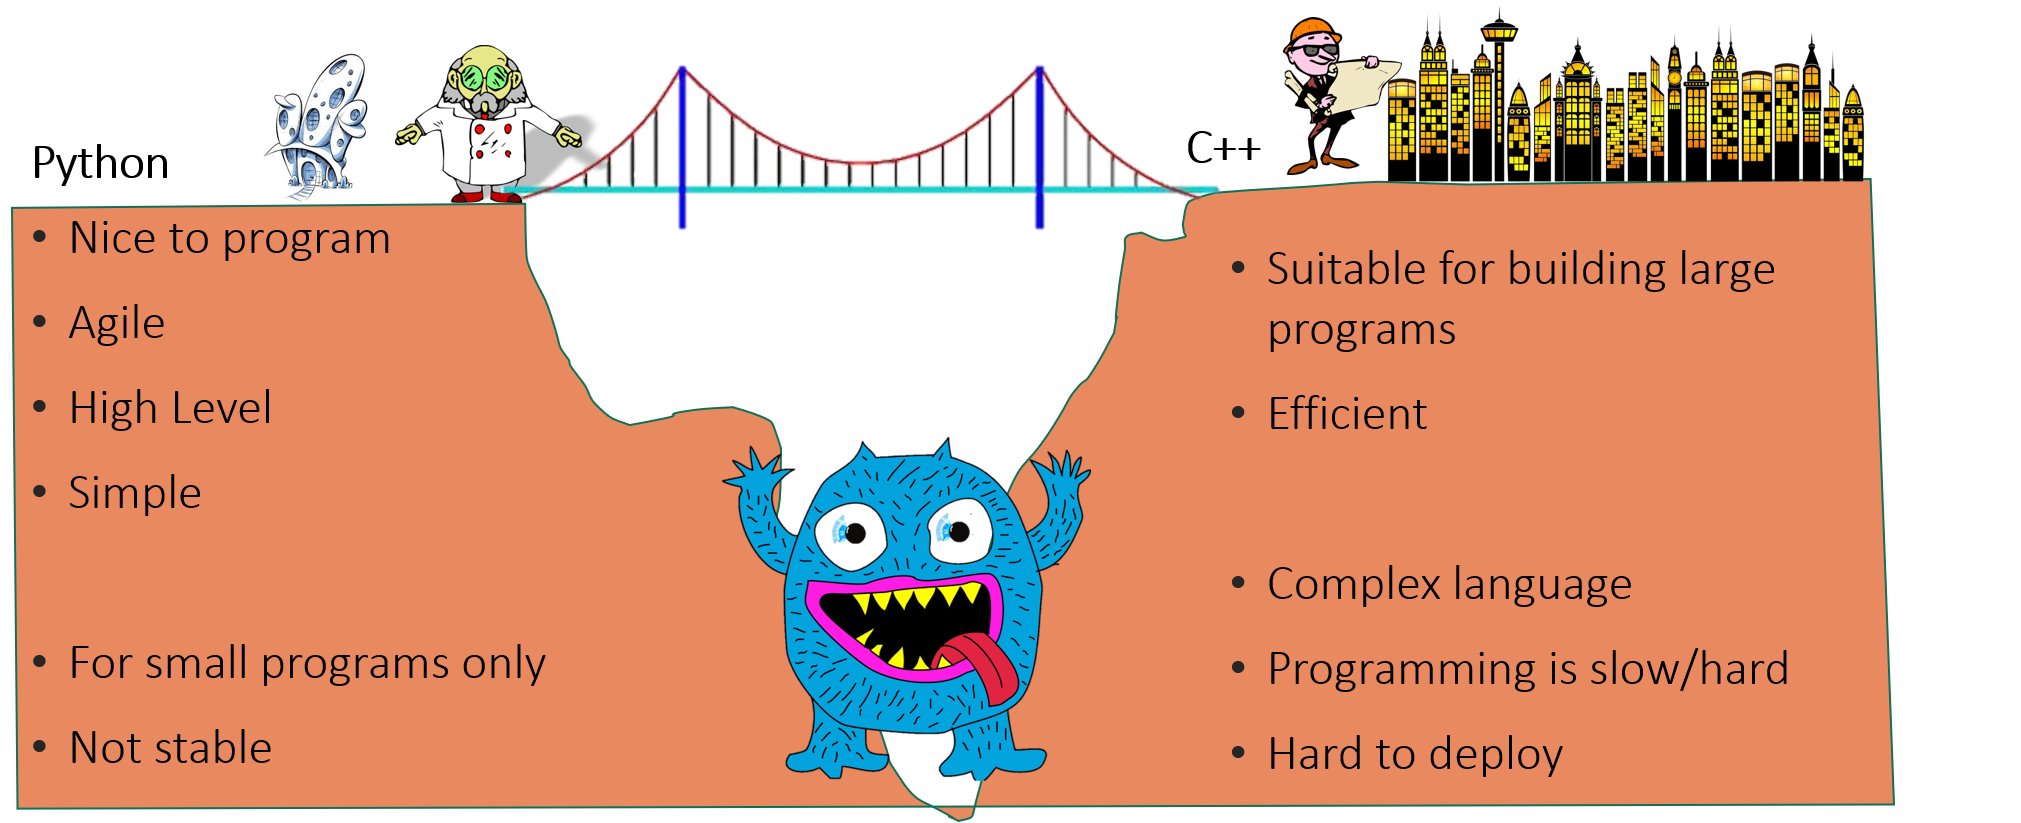 Python
• Nice to program
• Agile
• High Level
• Simple
• For small programs only
• Not stable
C++
• Suitable for building large
programs
• Efficient
• Complex language
• Programming is slow/hard
• Hard to deploy